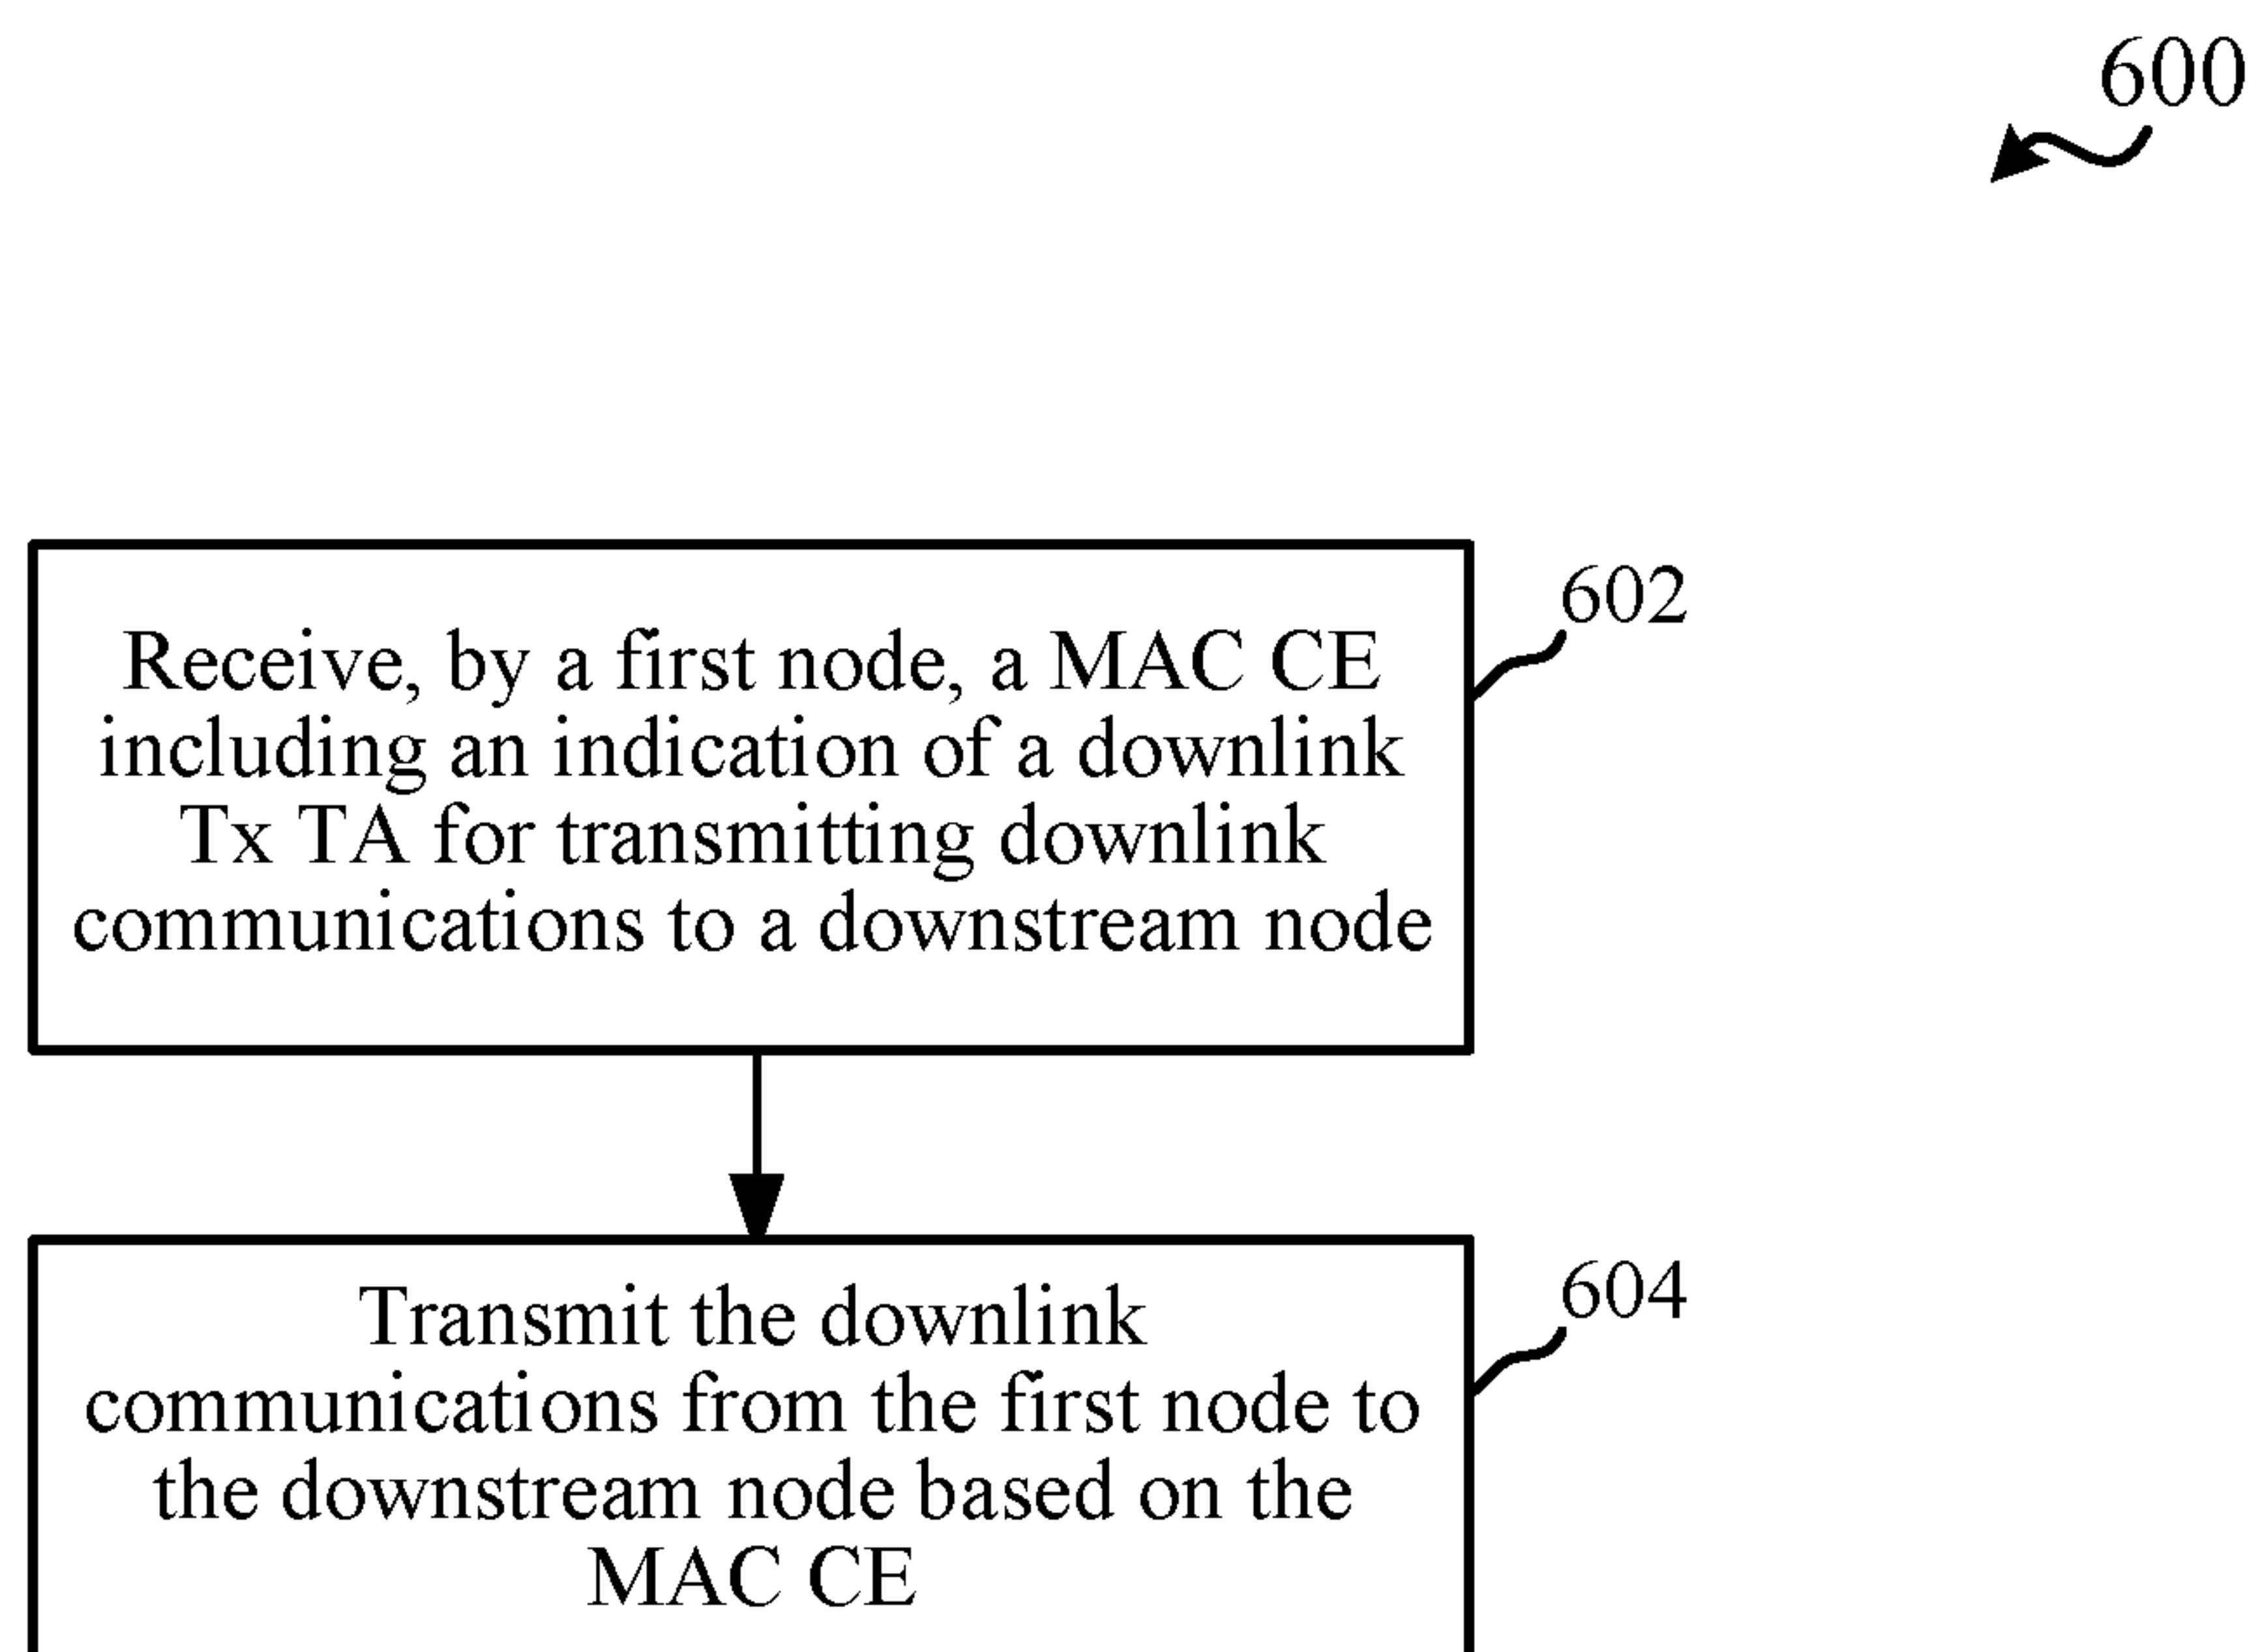 600
602
Receive, by a first node, a MAC CE
including an indication of a downlink
Tx TA for transmitting downlink
communications to a downstream node
604
Transmit the downlink
communications from the first node to
the downstream node based on the
MAC CE